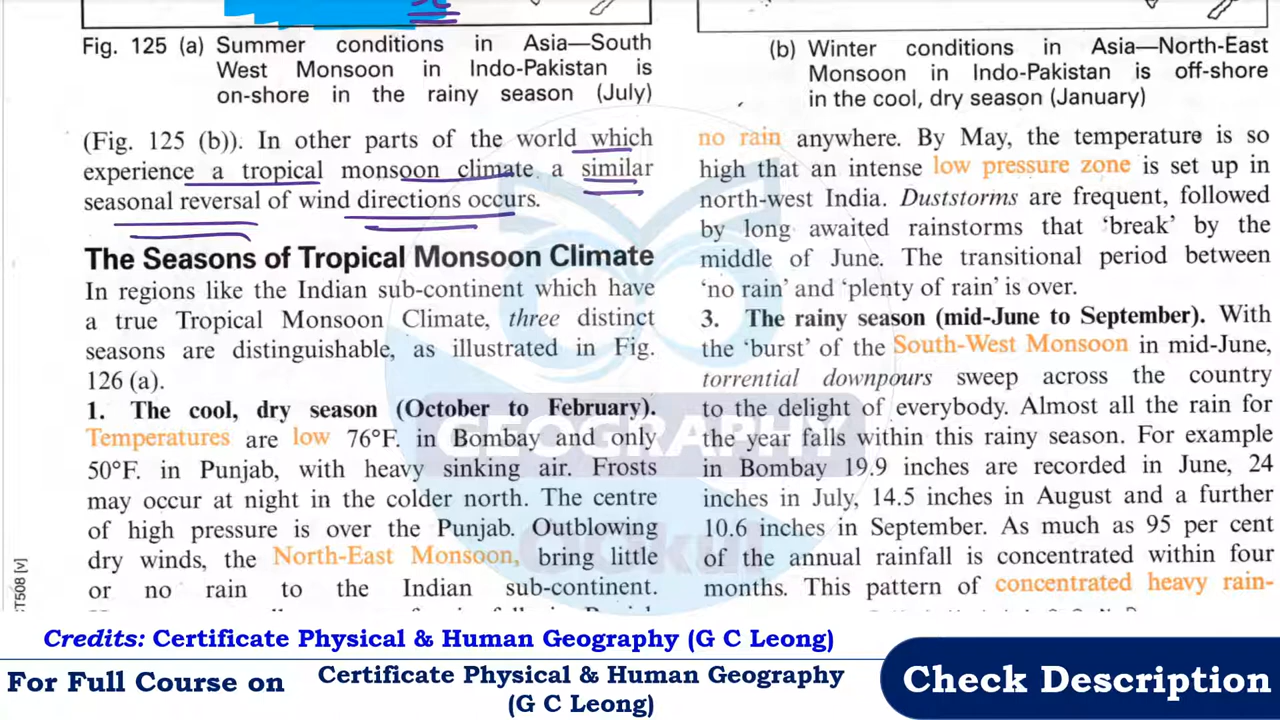 Fig. 125 (a) Summer conditions in Asia—South
West Monsoon in Indo-Pakistan is
on-shore in the rainy season (July)
(Fig. 125 (b)). In other parts of the world which
experience a tropical monsoon climate a similar
seasonal reversal of wind directions occurs.
The Seasons of Tropical Monsoon Climate
In regions like the Indian sub-continent which have
a true Tropical Monsoon Climate, three distinct
seasons are distinguishable, as illustrated in Fig.
126 (a).
1. The cool, dry season (October to February).
Temperatures are low 76°F. in Bombay and only
50°F. in Punjab, with heavy sinking air. Frosts
may occur at night in the colder north. The centre
of high pressure is over the Punjab. Outblowing
dry winds, the North-East Monsoon, bring little
or no rain to the Indian sub-continent.
(b) Winter conditions in Asia—North-East
Monsoon in Indo-Pakistan is off-shore
in the cool, dry season (January)
no rain anywhere. By May, the temperature is so
high that an intense low pressure zone is set up in
north-west India. Duststorms are frequent, followed
by long awaited rainstorms that ‘break’ by the
middle of June. The transitional period between
‘no rain’ and ‘plenty of rain’ is over.
3. The rainy season (mid-June to September). With
the ‘burst’ of the South-West Monsoon in mid-June,
torrential downpours sweep across the country
to the delight of everybody. Almost all the rain for
the year falls within this rainy season. For example
in Bombay 19.9 inches are recorded in June, 24
inches in July, 14.5 inches in August and a further
10.6 inches in September. As much as 95 per cent
of the annual rainfall is concentrated within four
months. This pattern of concentrated heavy rain-
GEOGRAPHY
Credits: Certificate Physical & Human Geography (G C Leong)
For Full Course on
Certificate Physical & Human Geography
(G C Leong)
Check Description